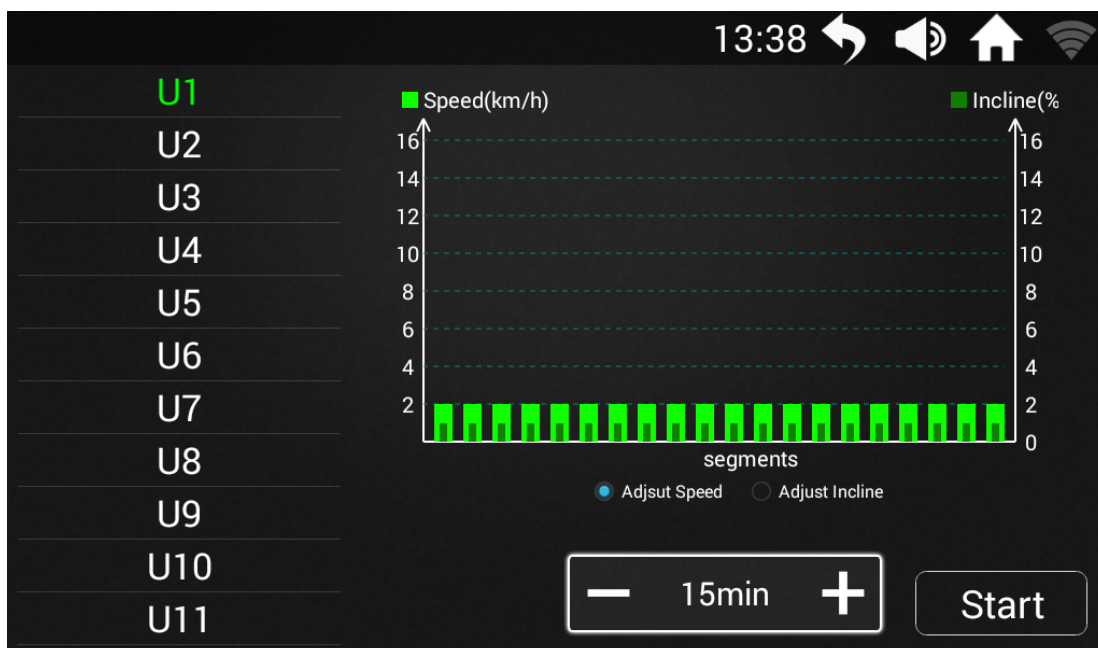 13:38
U1
U2
U3
U4
U5
U6
U7
U8
U9
U10
U11
Speed(km/h)
Incline(%
16
14
12
10
8
6
4
2
16
14
12
10
8
6
4
2
0
segments
Adjsut Speed
Adjust Incline
15min
Start